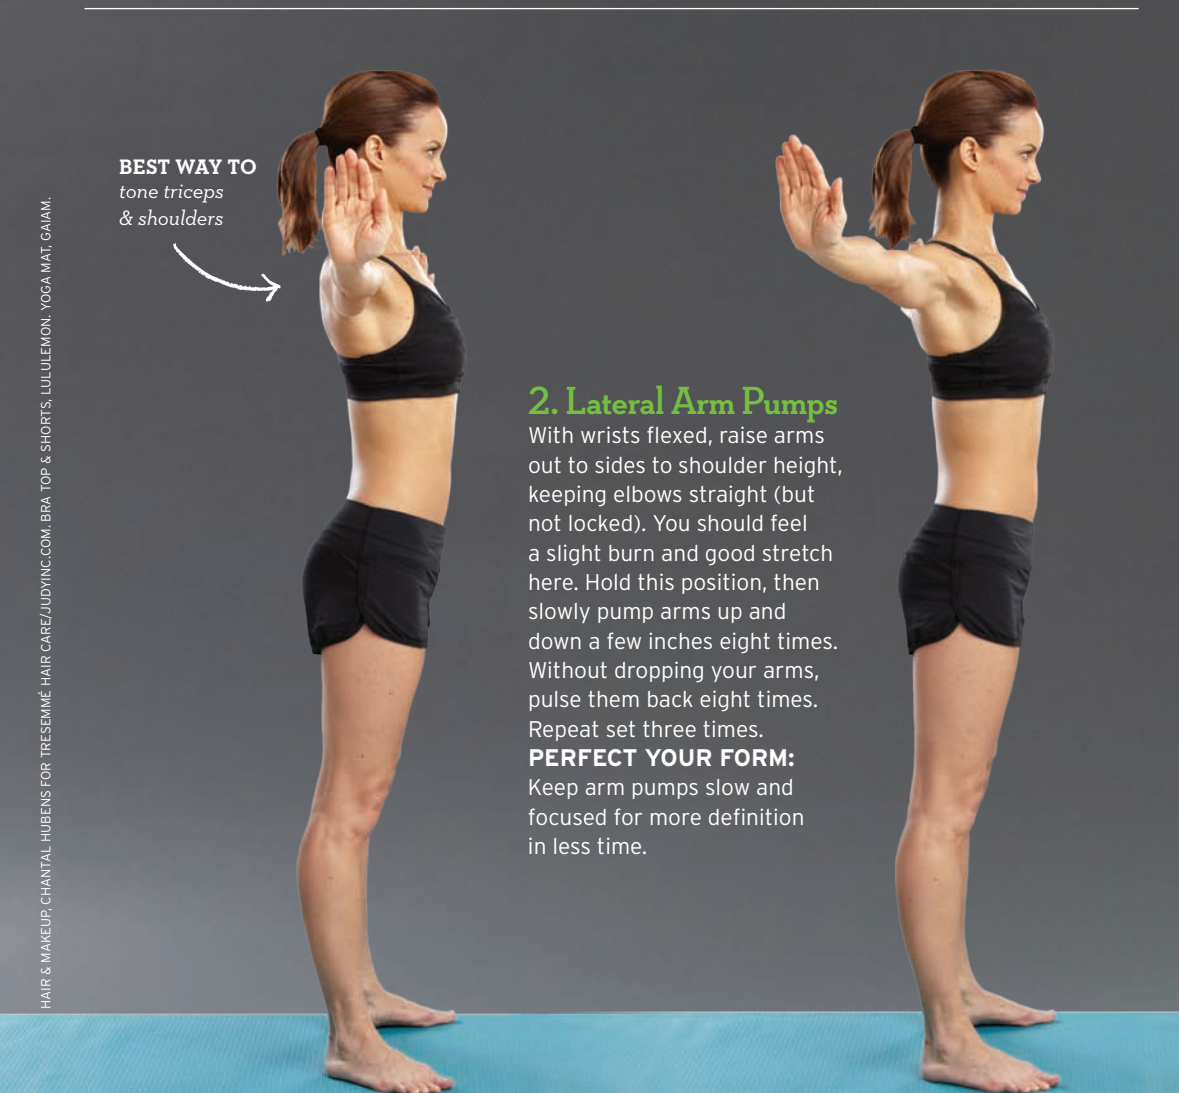 BEST WAY TO
tone triceps
& shoulders
2. Lateral Arm Pumps
With wrists flexed, raise arms
out to sides to shoulder height,
keeping elbows straight (but
not locked). You should feel
a slight burn and good stretch
here. Hold this position, then
slowly pump arms up and
down a few inches eight times.
Without dropping your arms,
pulse them back eight times.
Repeat set three times.
PERFECT YOUR FORM:
Keep arm pumps slow and
focused for more definition
in less time.
HAIR & MAKEUP, CHANTAL HUBENS FOR TRESEMMÉ HAIR CARE/JUDYINC.COM. BRA TOP & SHORTS, LULULEMON. YOGA MAT, GAIAM.